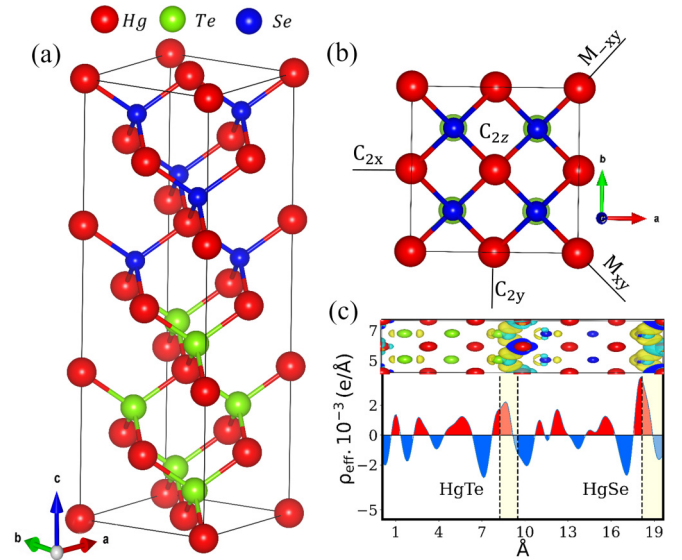 Hg Te Se
(a)
c
b
a
(b)
M₋xy
C₂z
C₂x
b
a
C₂y
Mxy
(c)
7
5
ρeff·10⁻³ (e/Å)
2
0
−5
HgTe HgSe
1 4 7 10 13 16 19
Å